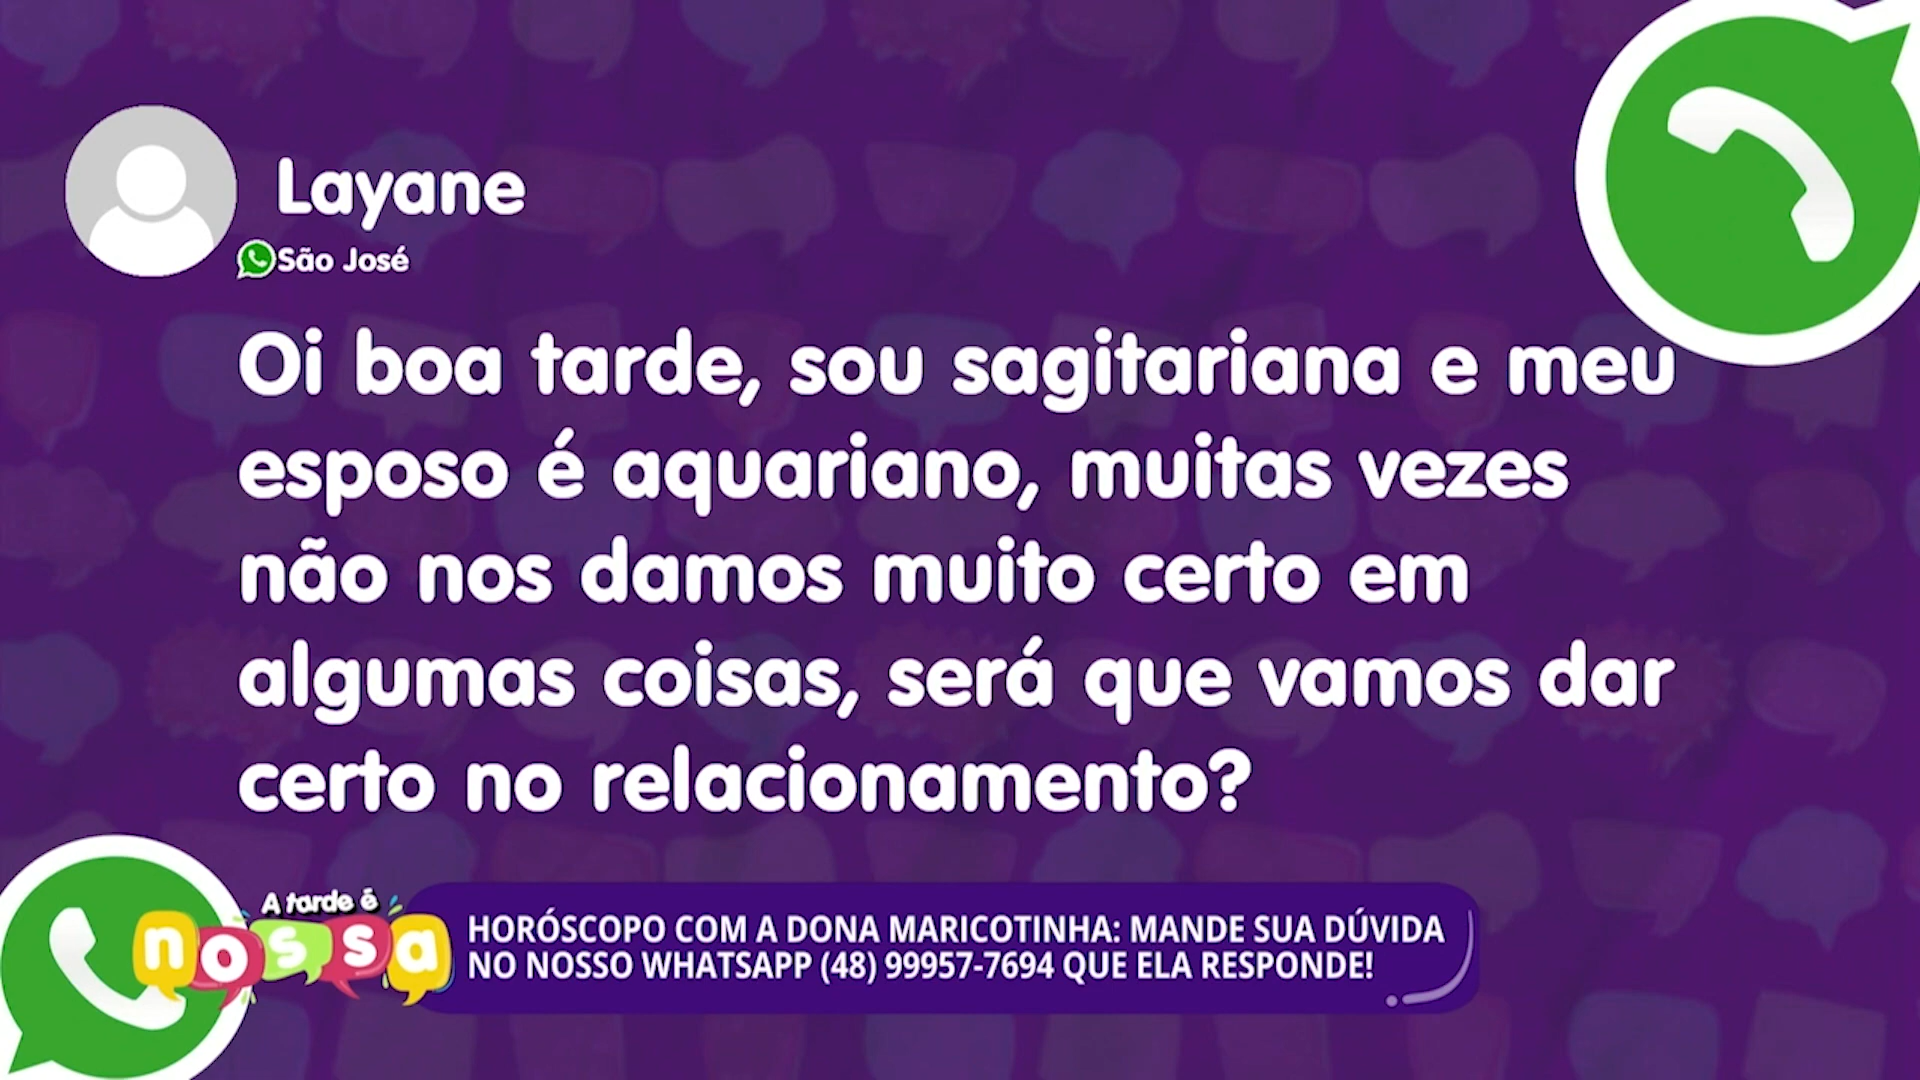 Layane
São José
Oi boa tarde, sou sagitariana e meu
esposo é aquariano, muitas vezes
não nos damos muito certo em
algumas coisas, será que vamos dar
certo no relacionamento?
A tarde é
nossa
HORÓSCOPO COM A DONA MARICOTINHA: MANDE SUA DÚVIDA
NO NOSSO WHATSAPP (48) 99957-7694 QUE ELA RESPONDE!